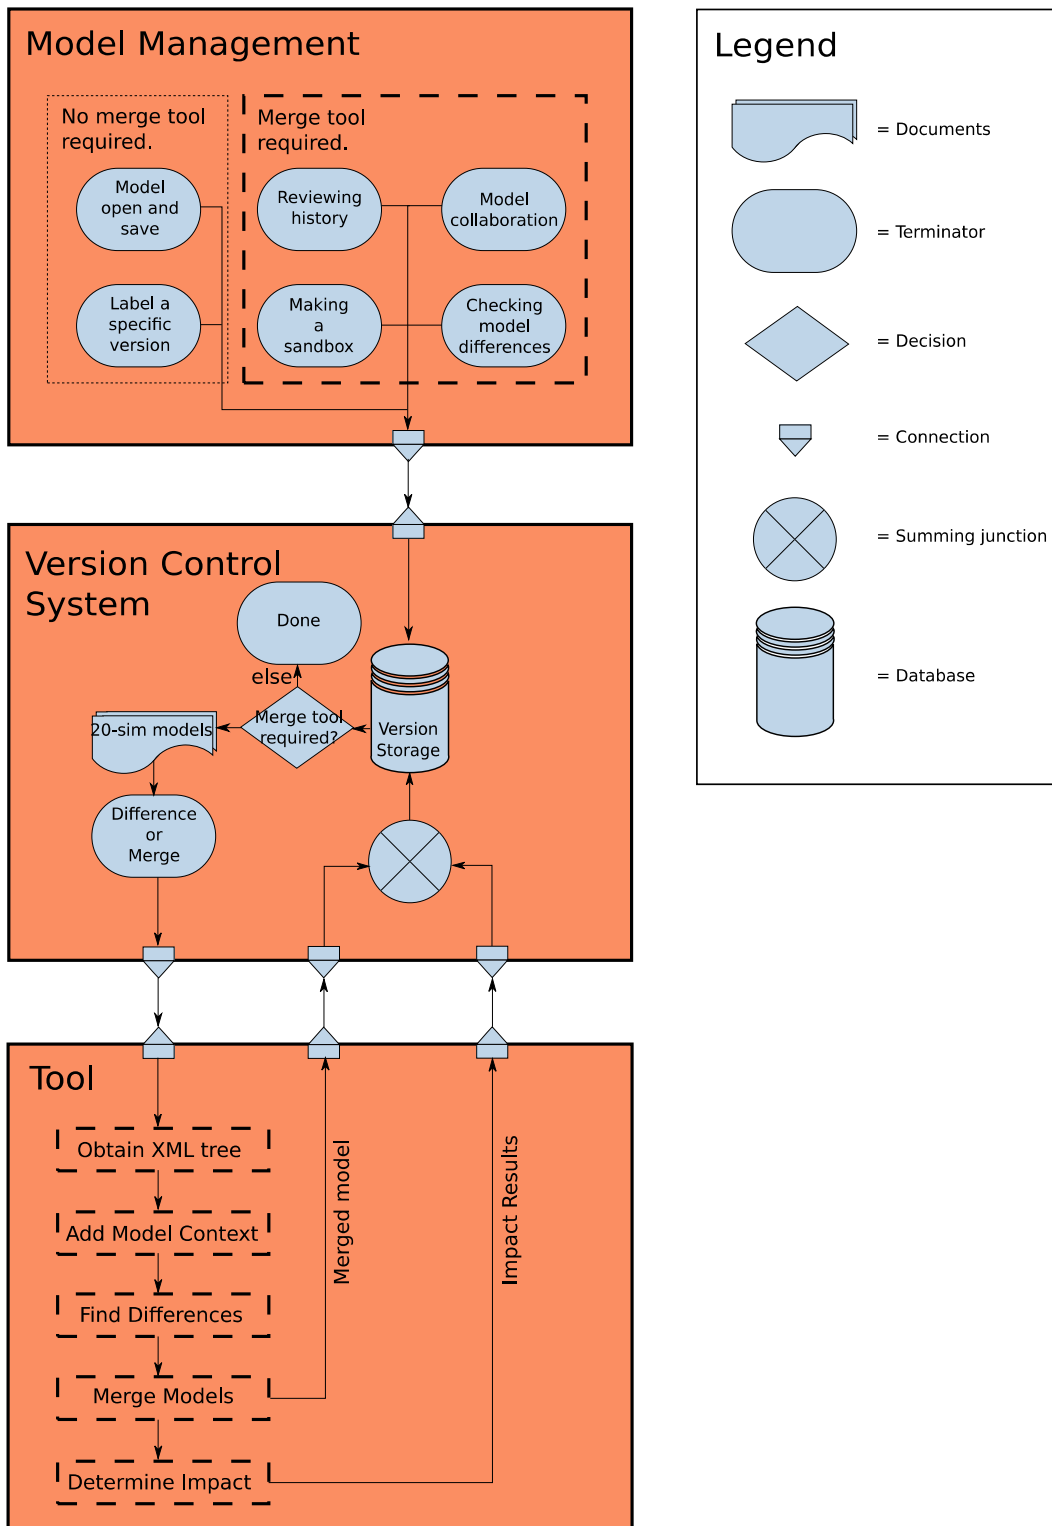 Model Management
No merge tool
required.
Merge tool
required.
Model
open and
save
Reviewing
history
Model
collaboration
Label a
specific
version
Making
a
sandbox
Checking
model
differences
Version Control
System
Done
else
Merge tool
required?
Version
Storage
20-sim models
Difference
or
Merge
Tool
Obtain XML tree
Add Model Context
Find Differences
Merge Models
Determine Impact
Merged model
Impact Results
Legend
= Documents
= Terminator
= Decision
= Connection
= Summing junction
= Database